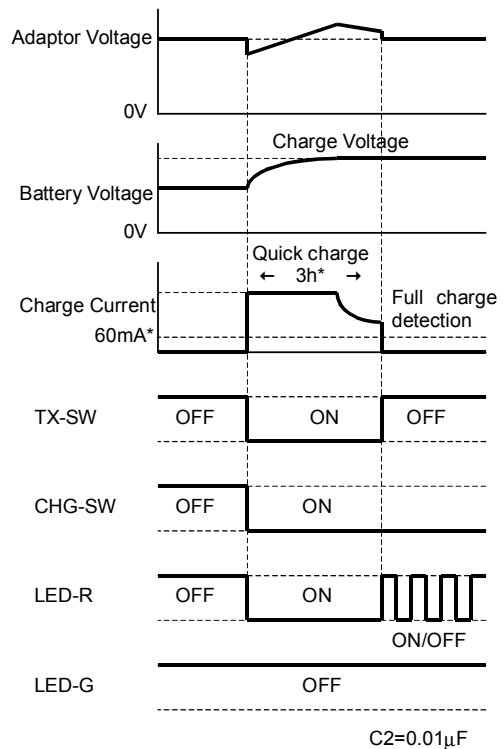 Adaptor Voltage
0V
Charge Voltage
Battery Voltage
0V
Quick charge
← 3h* →
Charge Current
Full charge
detection
60mA*
TX-SW OFF ON OFF
CHG-SW OFF ON
LED-R OFF ON
ON/OFF
LED-G OFF
C2=0.01μF